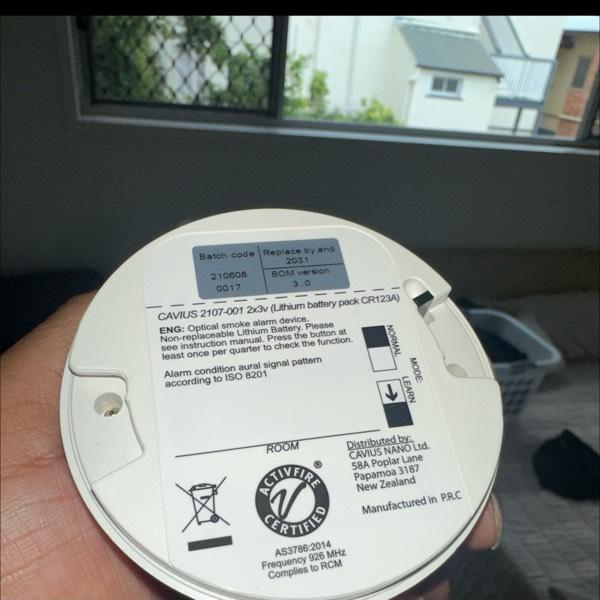 Batch code
210608
0017
Replace by end
2031
BOM version
3.0
CAVIUS 2107-001 2x3v (Lithium battery pack CR123A)
ENG: Optical smoke alarm device.
Non-replaceable Lithium Battery. Please
see instruction manual. Press the button at
least once per quarter to check the function.
Alarm condition aural signal pattern
according to ISO 8201
NORMAL
MODE:
LEARN
ROOM
Distributed by:
CAVIUS NANO Ltd.
58A Poplar Lane
Papamoa 3187
New Zealand
Manufactured in P.R.C
ACTIVFIRE ®
CERTIFIED
AS3786:2014
Frequency 926 MHz
Complies to RCM